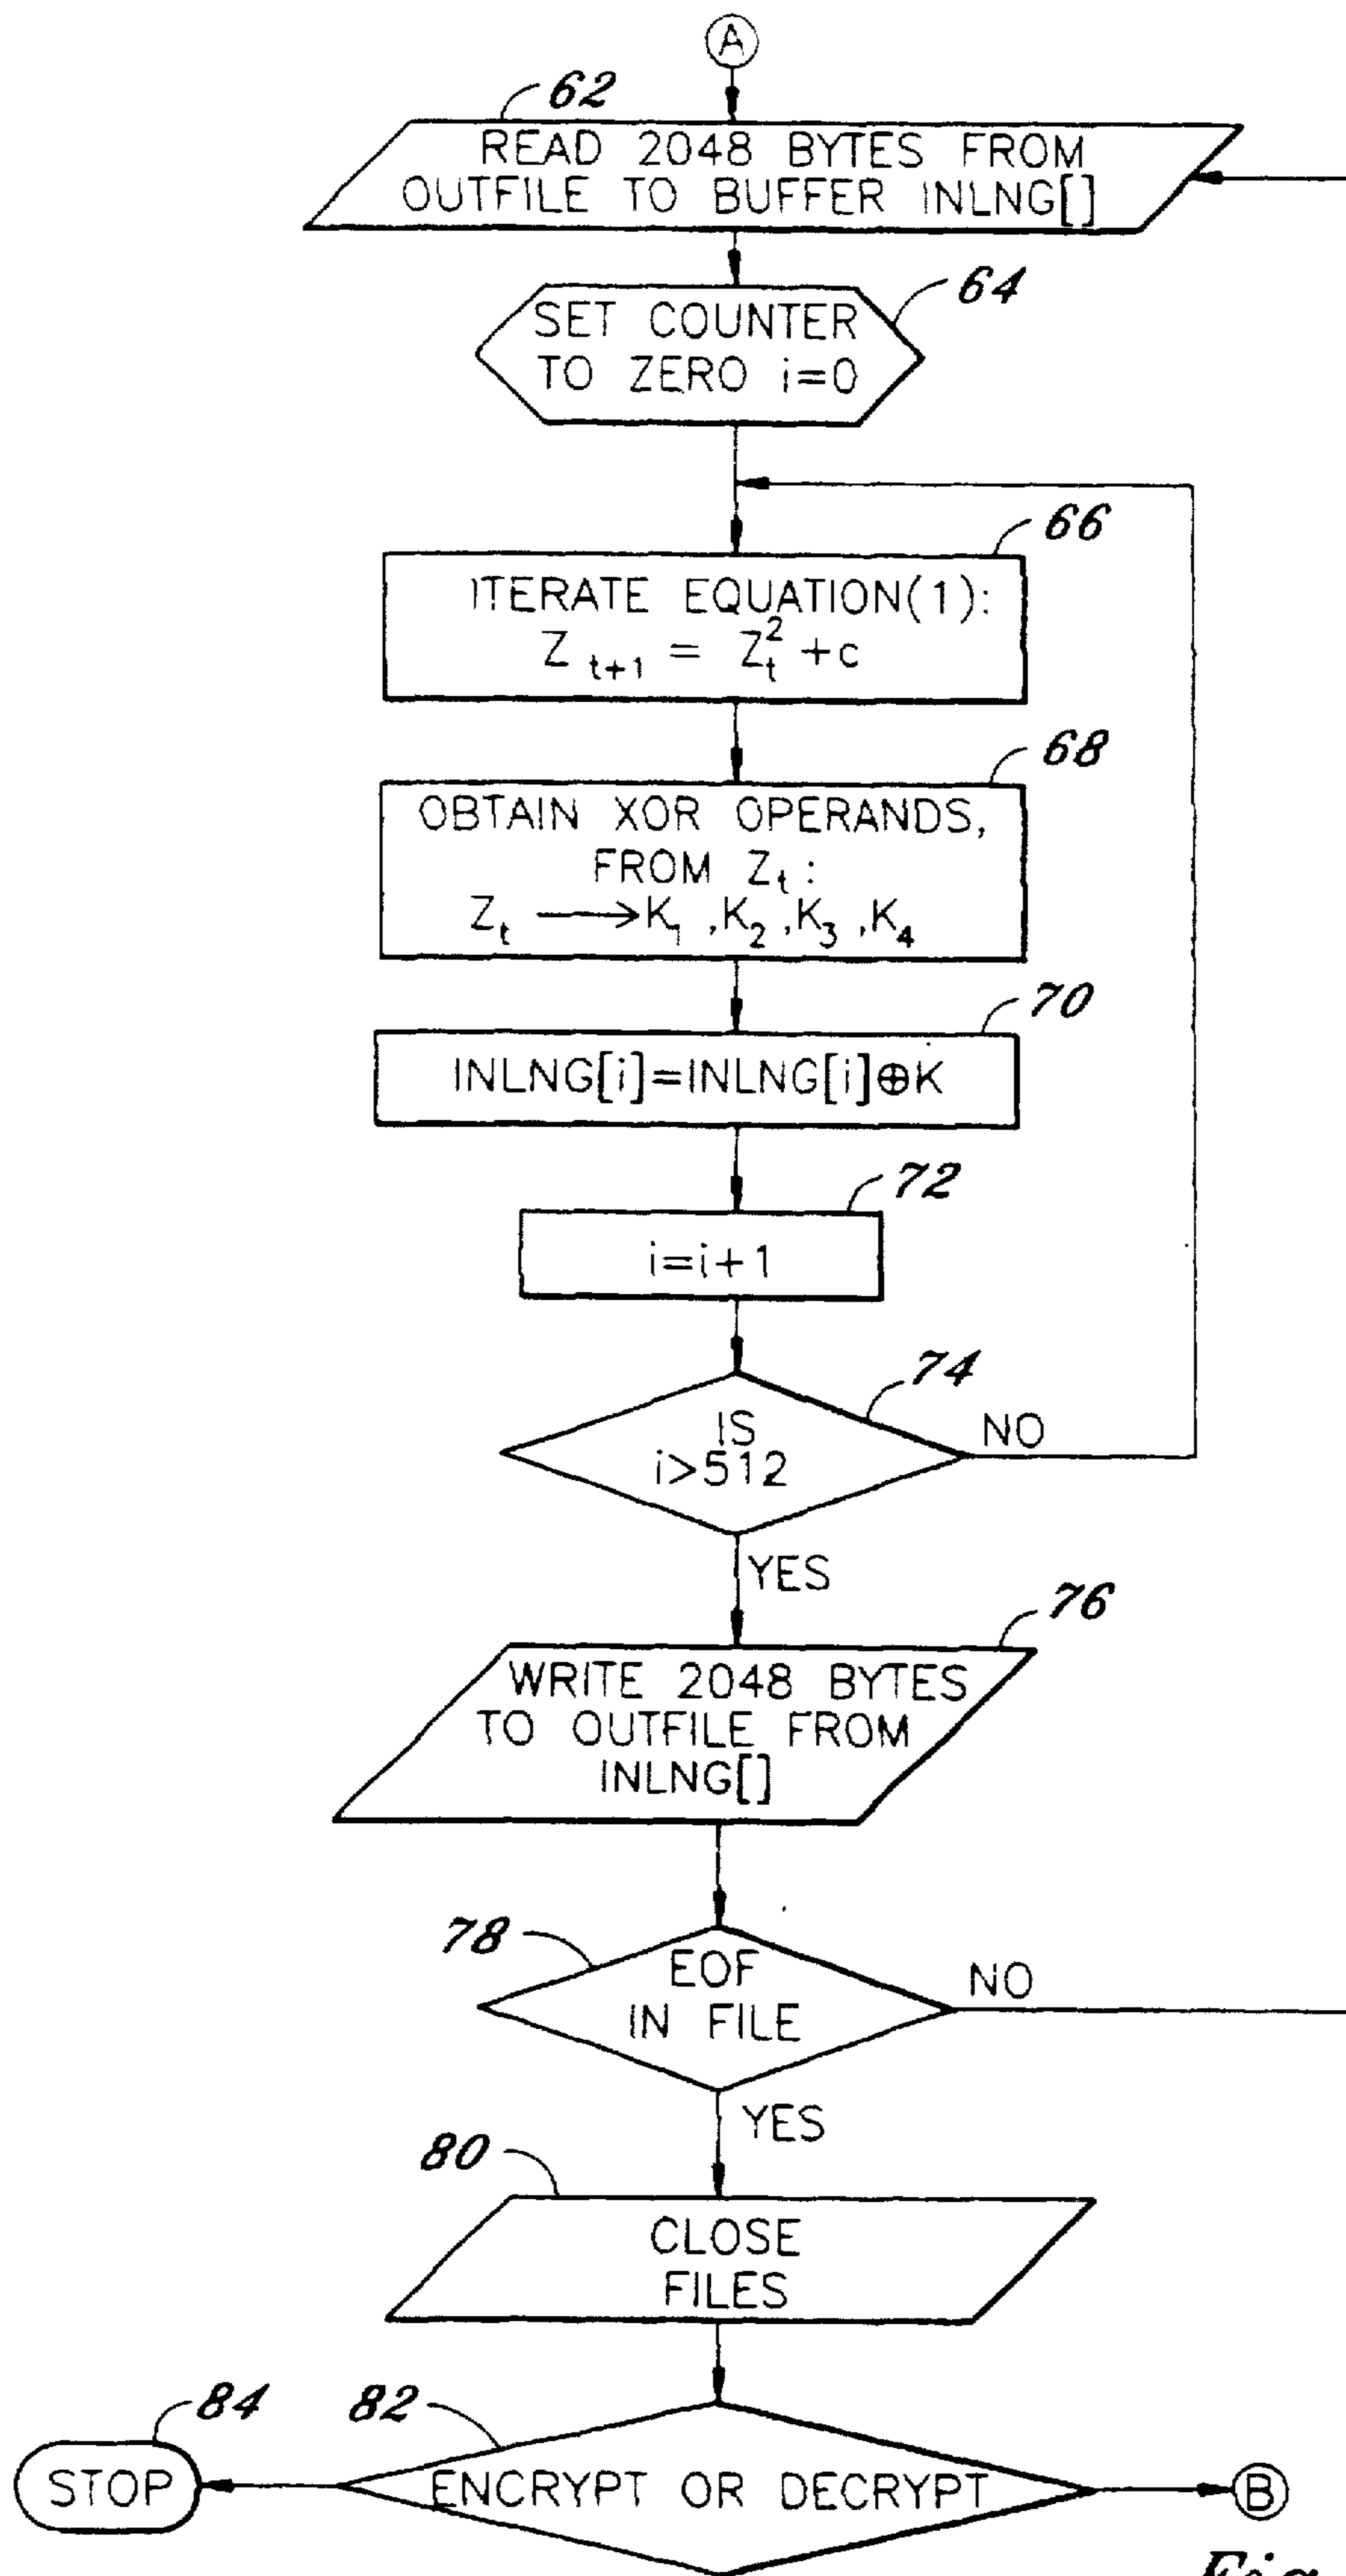 A
62
READ 2048 BYTES FROM
OUTFILE TO BUFFER INLNG[]
64
SET COUNTER
TO ZERO i=0
66
ITERATE EQUATION(1):
Z t+1 = Z t 2 +c
68
OBTAIN XOR OPERANDS,
FROM Z t :
Z t → K 1 ,K 2 ,K 3 ,K 4
70
INLNG[i]=INLNG[i]⊕K
72
i=i+1
74
IS
i>512
NO
YES
76
WRITE 2048 BYTES
TO OUTFILE FROM
INLNG[]
78
EOF
IN FILE
NO
YES
80
CLOSE
FILES
84
82
STOP
ENCRYPT OR DECRYPT
B